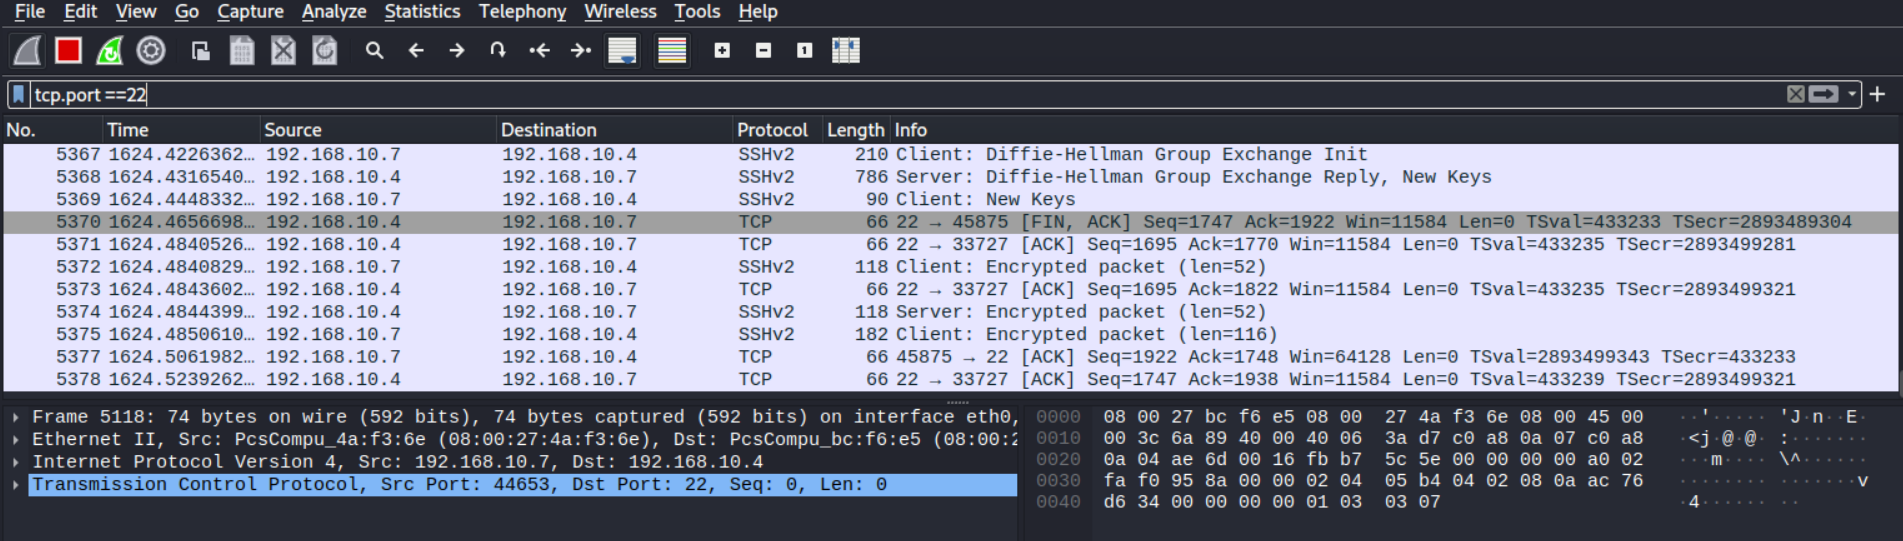 File Edit View Go Capture Analyze Statistics Telephony Wireless Tools Help
tcp.port ==22
No. Time Source Destination Protocol Length Info
5367 1624.4226362… 192.168.10.7 192.168.10.4 SSHv2 210 Client: Diffie-Hellman Group Exchange Init
5368 1624.4316540… 192.168.10.4 192.168.10.7 SSHv2 786 Server: Diffie-Hellman Group Exchange Reply, New Keys
5369 1624.4448332… 192.168.10.7 192.168.10.4 SSHv2 90 Client: New Keys
5370 1624.4656698… 192.168.10.4 192.168.10.7 TCP 66 22 → 45875 [FIN, ACK] Seq=1747 Ack=1922 Win=11584 Len=0 TSval=433233 TSecr=2893489304
5371 1624.4840526… 192.168.10.4 192.168.10.7 TCP 66 22 → 33727 [ACK] Seq=1695 Ack=1770 Win=11584 Len=0 TSval=433235 TSecr=2893499281
5372 1624.4840829… 192.168.10.7 192.168.10.4 SSHv2 118 Client: Encrypted packet (len=52)
5373 1624.4843602… 192.168.10.4 192.168.10.7 TCP 66 22 → 33727 [ACK] Seq=1695 Ack=1822 Win=11584 Len=0 TSval=433235 TSecr=2893499321
5374 1624.4844399… 192.168.10.4 192.168.10.7 SSHv2 118 Server: Encrypted packet (len=52)
5375 1624.4850610… 192.168.10.7 192.168.10.4 SSHv2 182 Client: Encrypted packet (len=116)
5377 1624.5061982… 192.168.10.7 192.168.10.4 TCP 66 45875 → 22 [ACK] Seq=1922 Ack=1748 Win=64128 Len=0 TSval=2893499343 TSecr=433233
5378 1624.5239262… 192.168.10.4 192.168.10.7 TCP 66 22 → 33727 [ACK] Seq=1747 Ack=1938 Win=11584 Len=0 TSval=433239 TSecr=2893499321
Frame 5118: 74 bytes on wire (592 bits), 74 bytes captured (592 bits) on interface eth0,
Ethernet II, Src: PcsCompu_4a:f3:6e (08:00:27:4a:f3:6e), Dst: PcsCompu_bc:f6:e5 (08:00:2
Internet Protocol Version 4, Src: 192.168.10.7, Dst: 192.168.10.4
Transmission Control Protocol, Src Port: 44653, Dst Port: 22, Seq: 0, Len: 0
0000 08 00 27 bc f6 e5 08 00 27 4a f3 6e 08 00 45 00 ··'····· 'J·n··E·
0010 00 3c 6a 89 40 00 40 06 3a d7 c0 a8 0a 07 c0 a8 ·<j·@·@· :·······
0020 0a 04 ae 6d 00 16 fb b7 5c 5e 00 00 00 00 a0 02 ···m···· \^······
0030 fa f0 95 8a 00 00 02 04 05 b4 04 02 08 0a ac 76 ········ ·······v
0040 d6 34 00 00 00 00 01 03 03 07 ·4······ ··